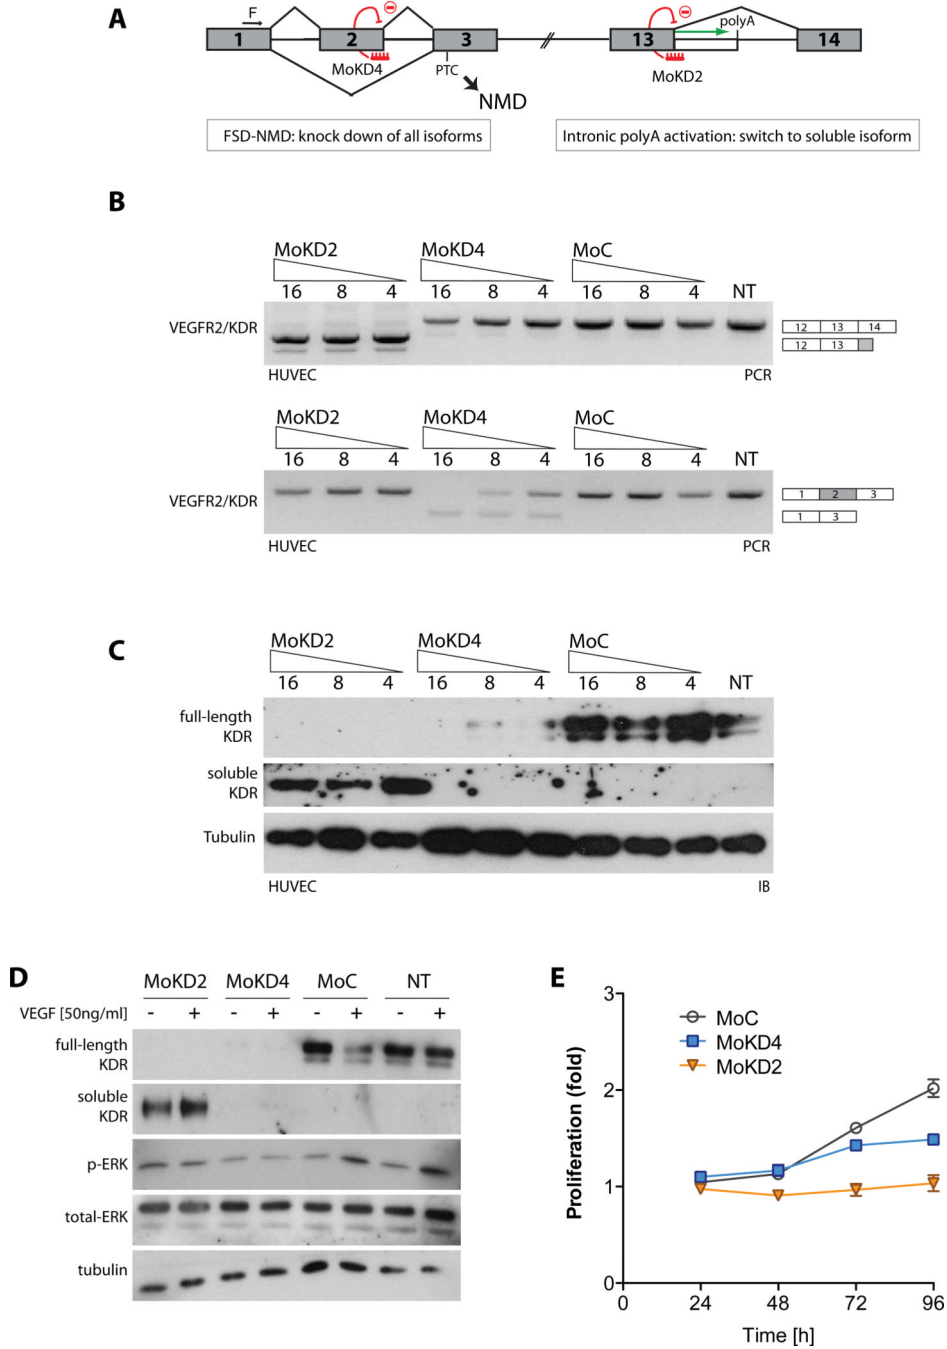 A
F
polyA
1
2
3
13
14
MoKD4
PTC
MoKD2
NMD
FSD-NMD: knock down of all isoforms
Intronic polyA activation: switch to soluble isoform
B
MoKD2 MoKD4 MoC
16 8 4 16 8 4 16 8 4 NT
VEGFR2/KDR
12 13 14
12 13
HUVEC PCR
MoKD2 MoKD4 MoC
16 8 4 16 8 4 16 8 4 NT
VEGFR2/KDR
1 2 3
1 3
HUVEC PCR
C
MoKD2 MoKD4 MoC
16 8 4 16 8 4 16 8 4 NT
full-length
KDR
soluble
KDR
Tubulin
HUVEC IB
D
MoKD2 MoKD4 MoC NT
VEGF [50ng/ml] - + - + - + - +
full-length
KDR
soluble
KDR
p-ERK
total-ERK
tubulin
E
Proliferation (fold)
3
2
1
0
MoC
MoKD4
MoKD2
0 24 48 72 96
Time [h]